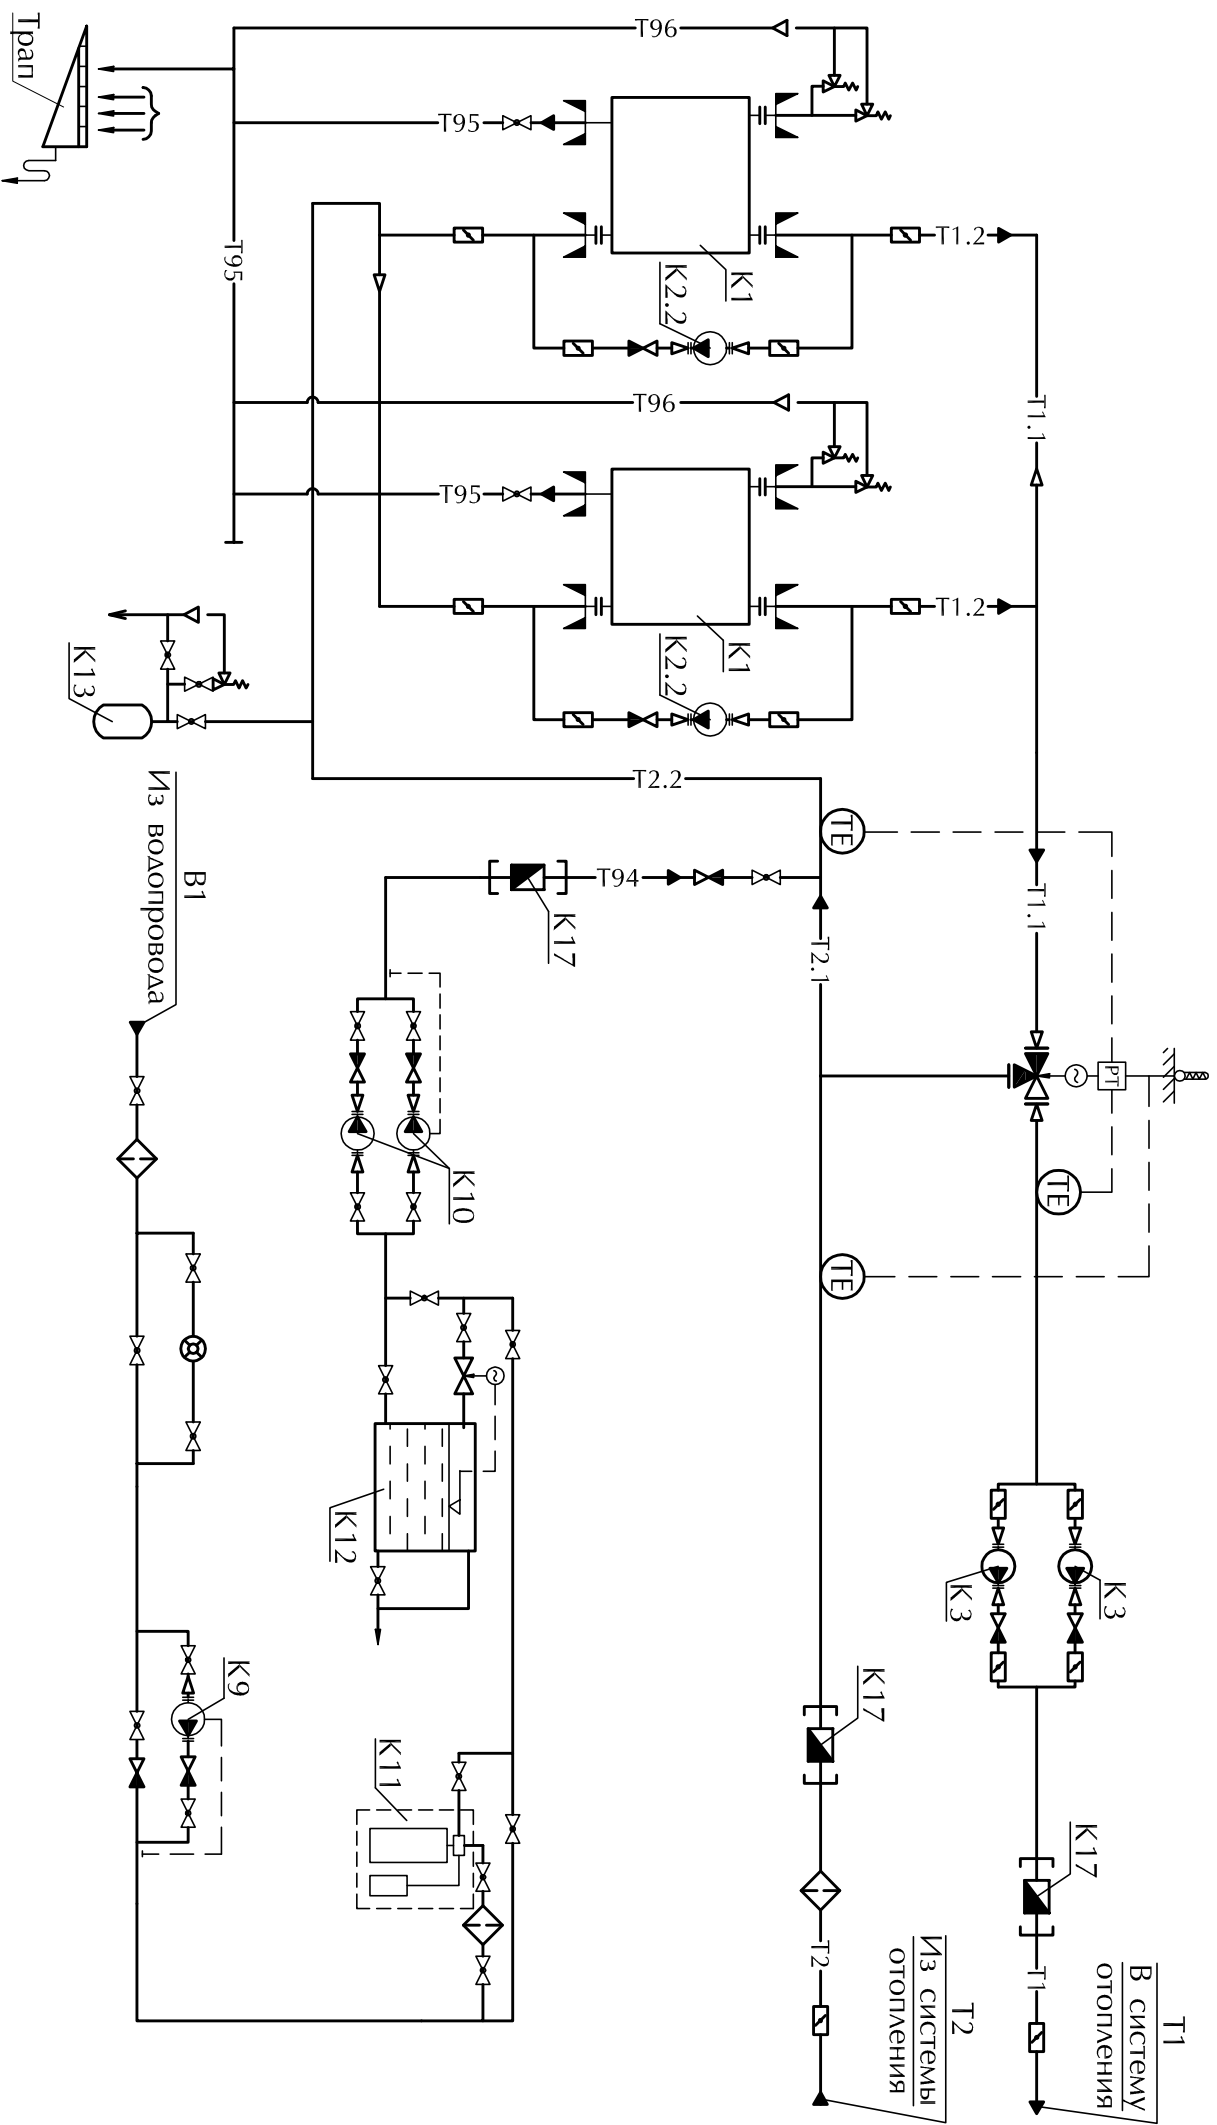 Т96
Трап
Т95
Т1.2
Т95
К1
К2.2
Т96
Т1.1
Т95
Т1.2
К1
К2.2
К13
Т2.2
ТЕ
Т94
Т1.1
К17
Т2.1
В1
Из водопровода
РТ
~
ТЕ
К10
ТЕ
~
К12
К3
К3
К9
К17
К11
К17
Т2
Т1
Т2
Из системы
отопления
Т1
В систему
отопления